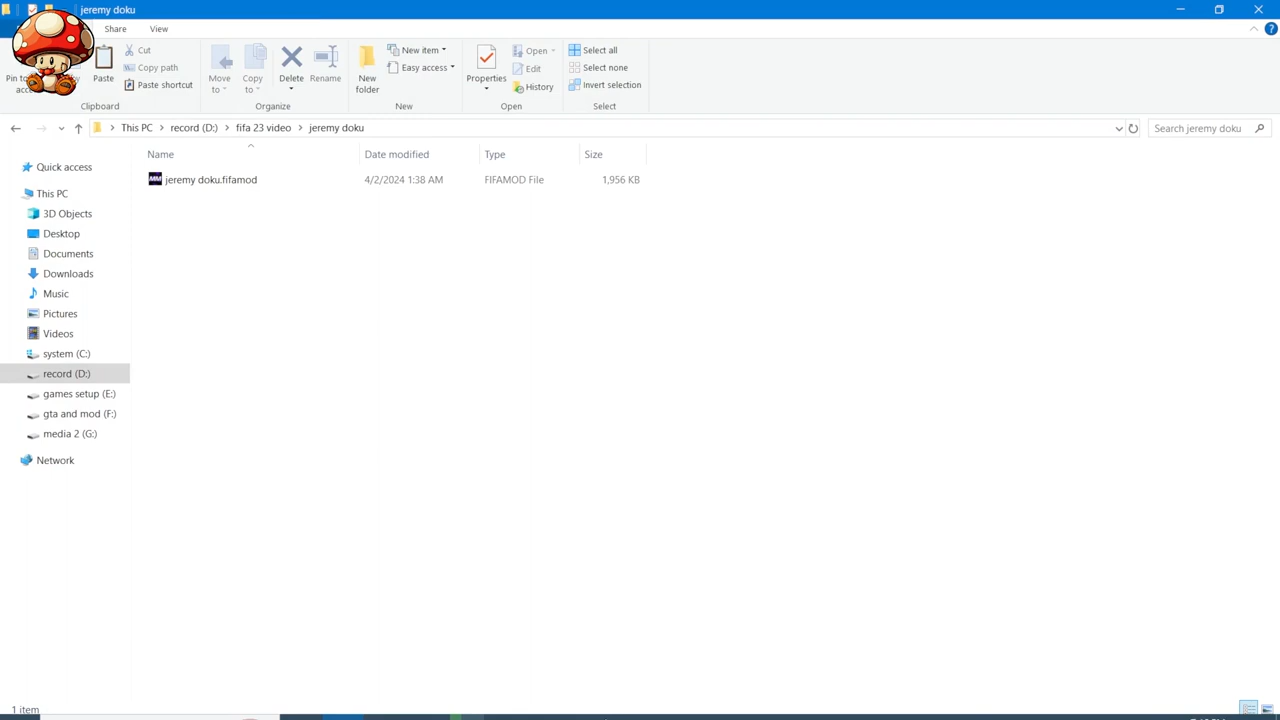 jeremy doku
Share
View
Pin to
Paste
Cut
Copy path
Paste shortcut
Move
to
Copy
to
Delete
Rename
New
folder
New item
Easy access
Properties
Open
Edit
History
Select all
Select none
Invert selection
Clipboard
Organize
New
Open
Select
This PC
record (D:)
fifa 23 video
jeremy doku
Search jeremy doku
Name
Date modified
Type
Size
jeremy doku.fifamod
4/2/2024 1:38 AM
FIFAMOD File
1,956 KB
Quick access
This PC
3D Objects
Desktop
Documents
Downloads
Music
Pictures
Videos
system (C:)
record (D:)
games setup (E:)
gta and mod (F:)
media 2 (G:)
Network
1 item